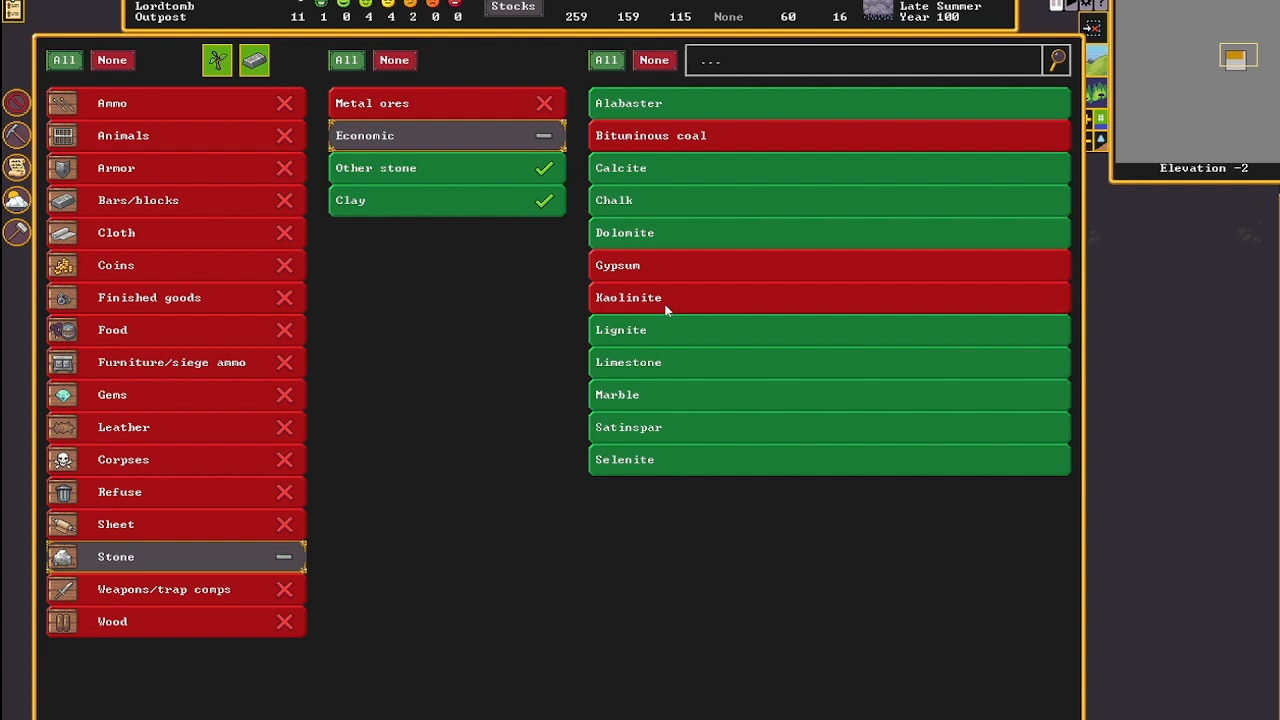 Lordtomb
Outpost
11 1 0 4 4 2 0 0
Stocks
259 159 115 None 60 16
Late Summer
Year 100
Elevation -2
All None
Ammo
Animals
Armor
Bars/blocks
Cloth
Coins
Finished goods
Food
Furniture/siege ammo
Gems
Leather
Corpses
Refuse
Sheet
Stone
Weapons/trap comps
Wood
All None
Metal ores
Economic
Other stone
Clay
All None ...
Alabaster
Bituminous coal
Calcite
Chalk
Dolomite
Gypsum
Kaolinite
Lignite
Limestone
Marble
Satinspar
Selenite